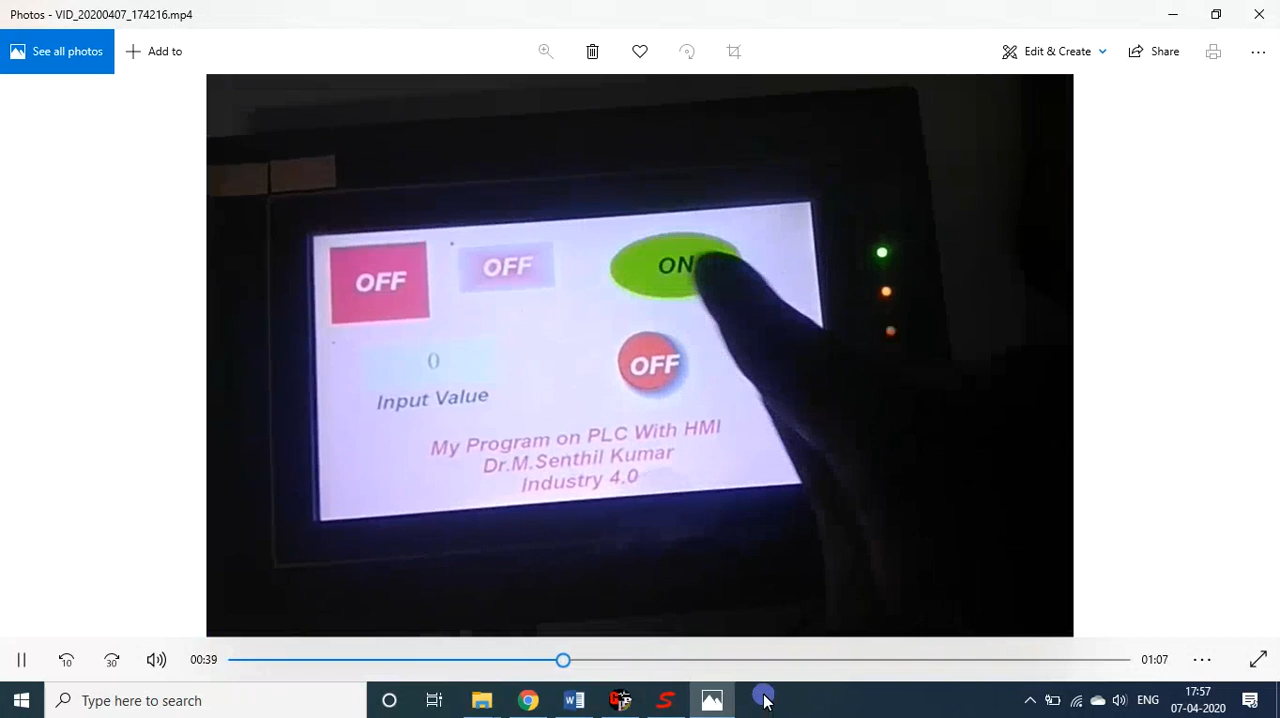 Photos - VID_20200407_174216.mp4
See all photos
Add to
Edit & Create
Share
OFF
OFF
ON
0
OFF
Input Value
My Program on PLC With HMI
Dr.M.Senthil Kumar
Industry 4.0
10
30
00:39
01:07
Type here to search
ENG
17:57
07-04-2020